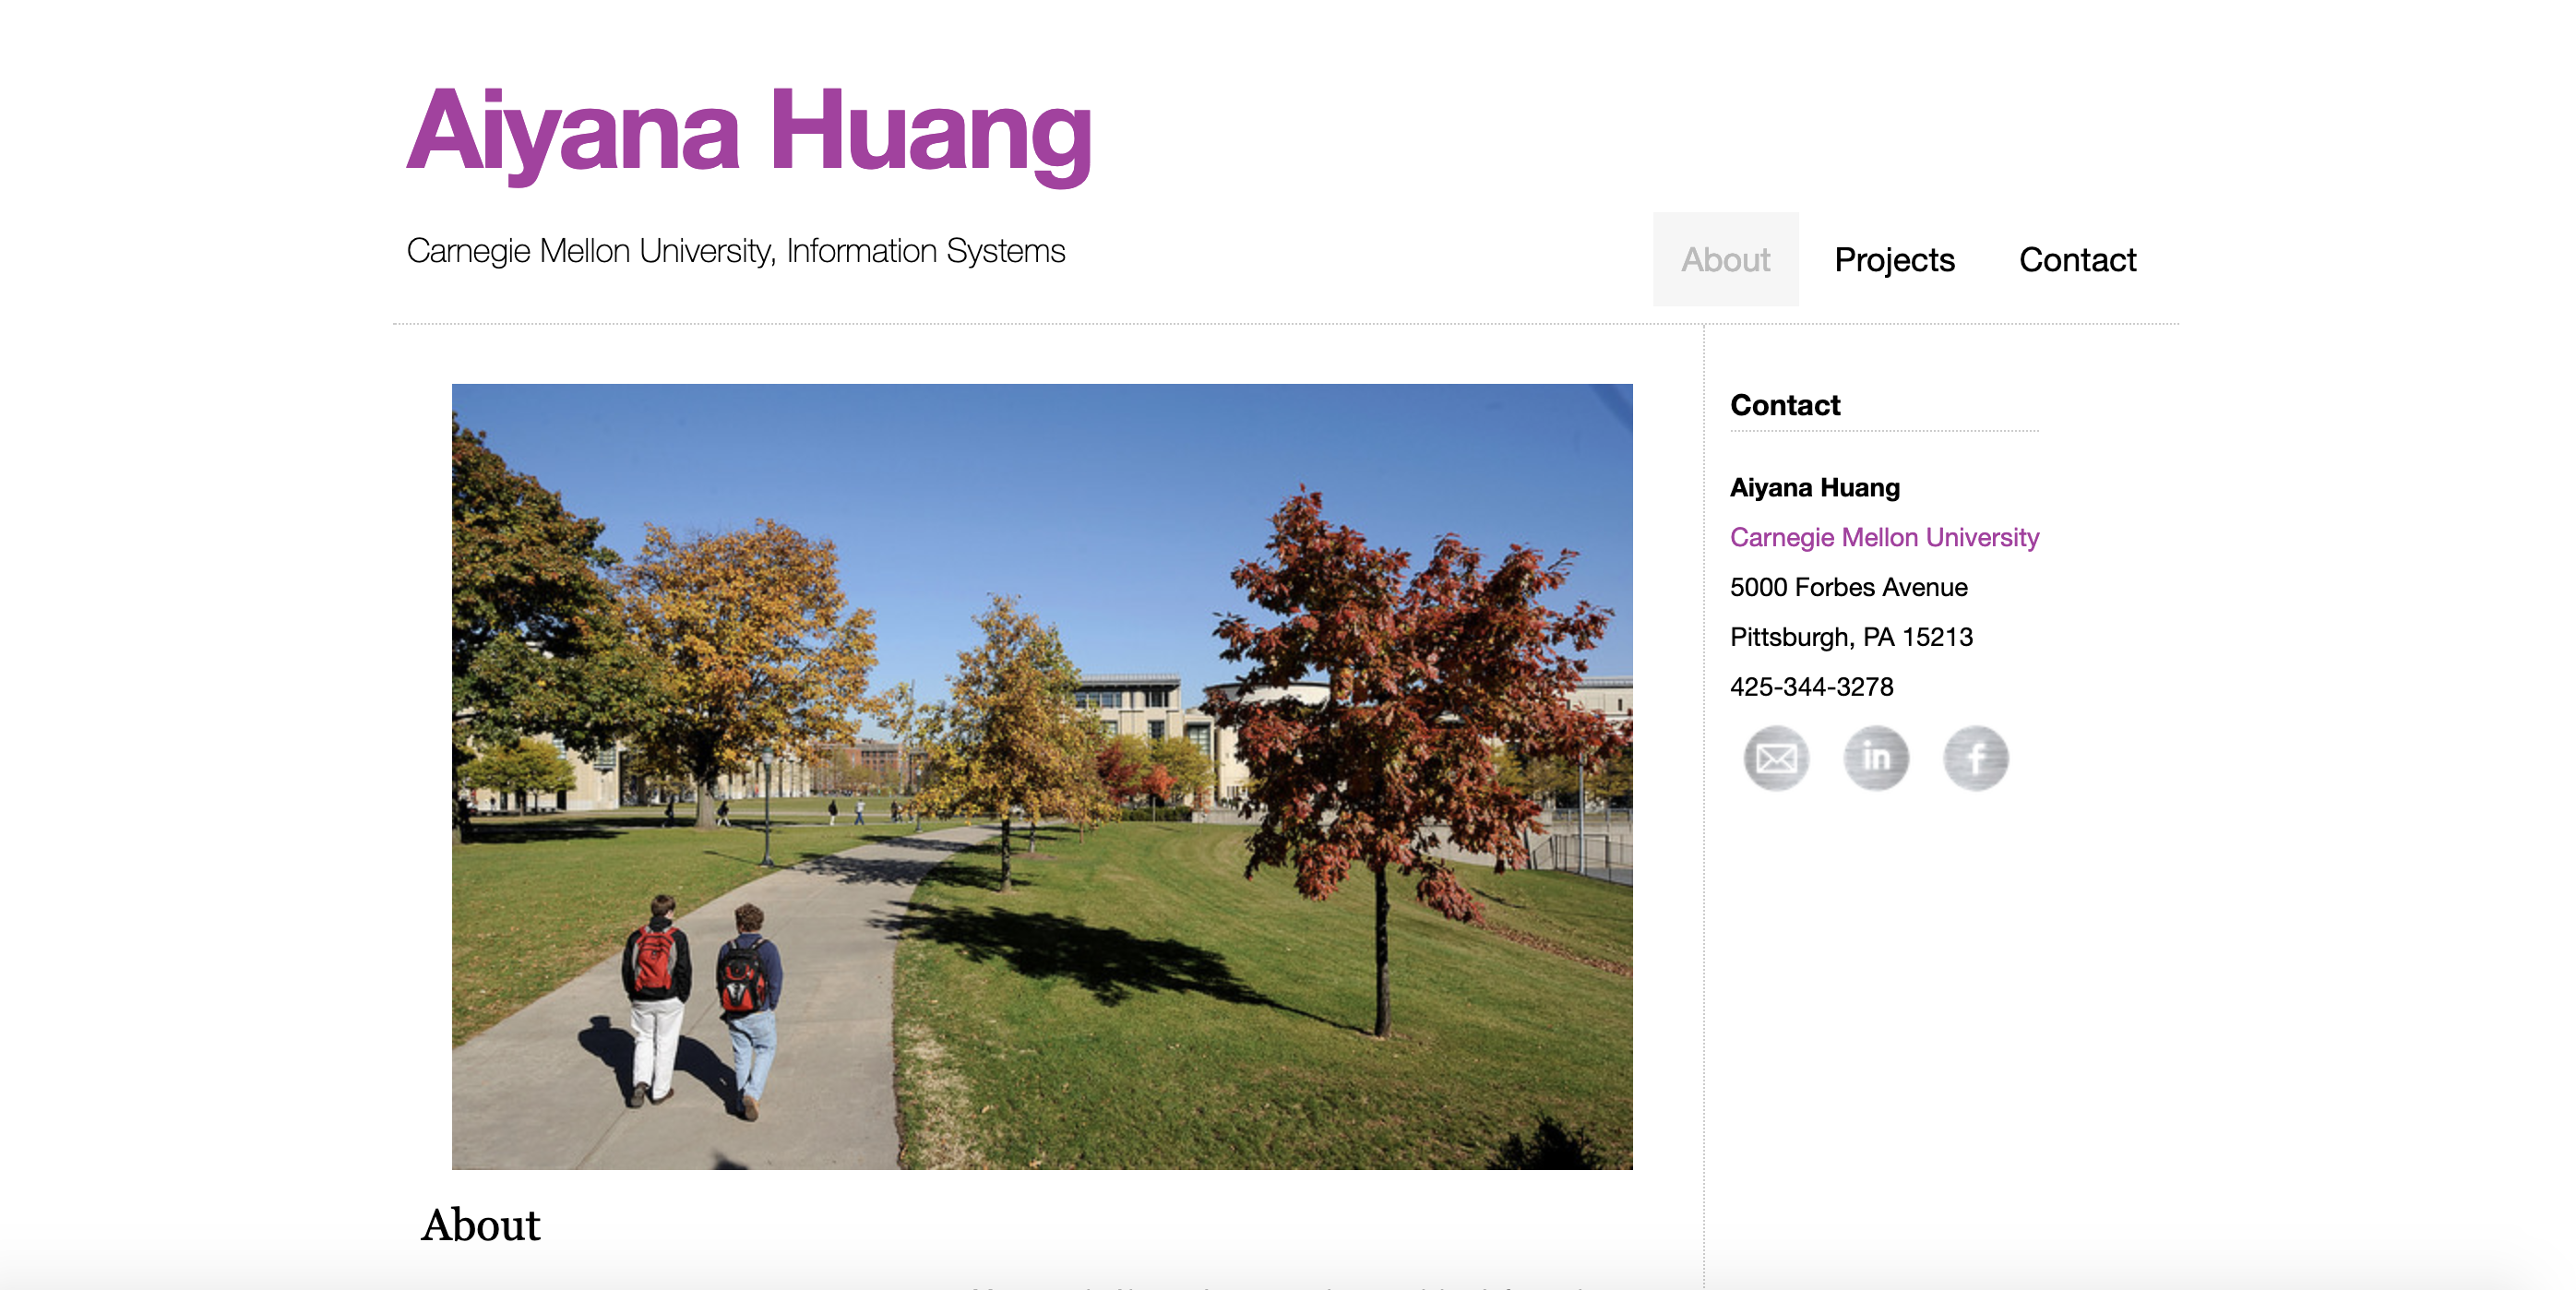 Aiyana Huang
Carnegie Mellon University, Information Systems
About Projects Contact
Contact
Aiyana Huang
Carnegie Mellon University
5000 Forbes Avenue
Pittsburgh, PA 15213
425-344-3278
in f
About